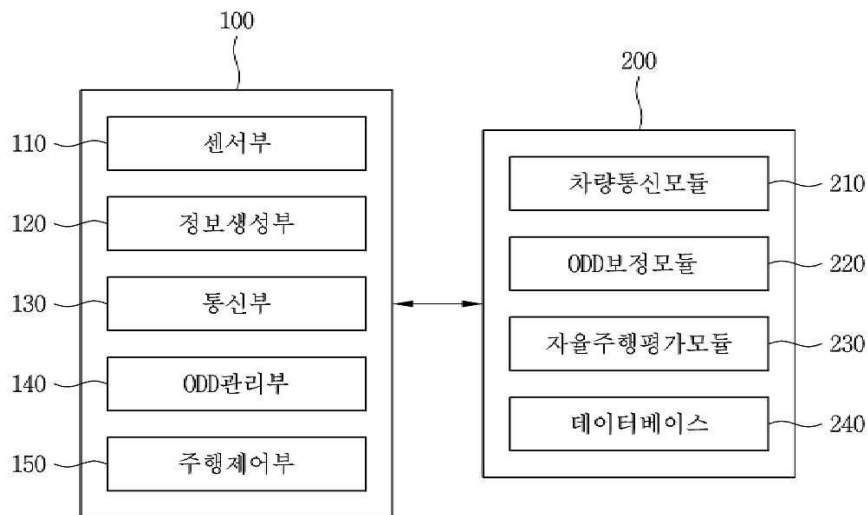 100
110
센서부
120
정보생성부
130
통신부
140
ODD관리부
150
주행제어부
200
차량통신모듈
210
ODD보정모듈
220
자율주행평가모듈
230
데이터베이스
240